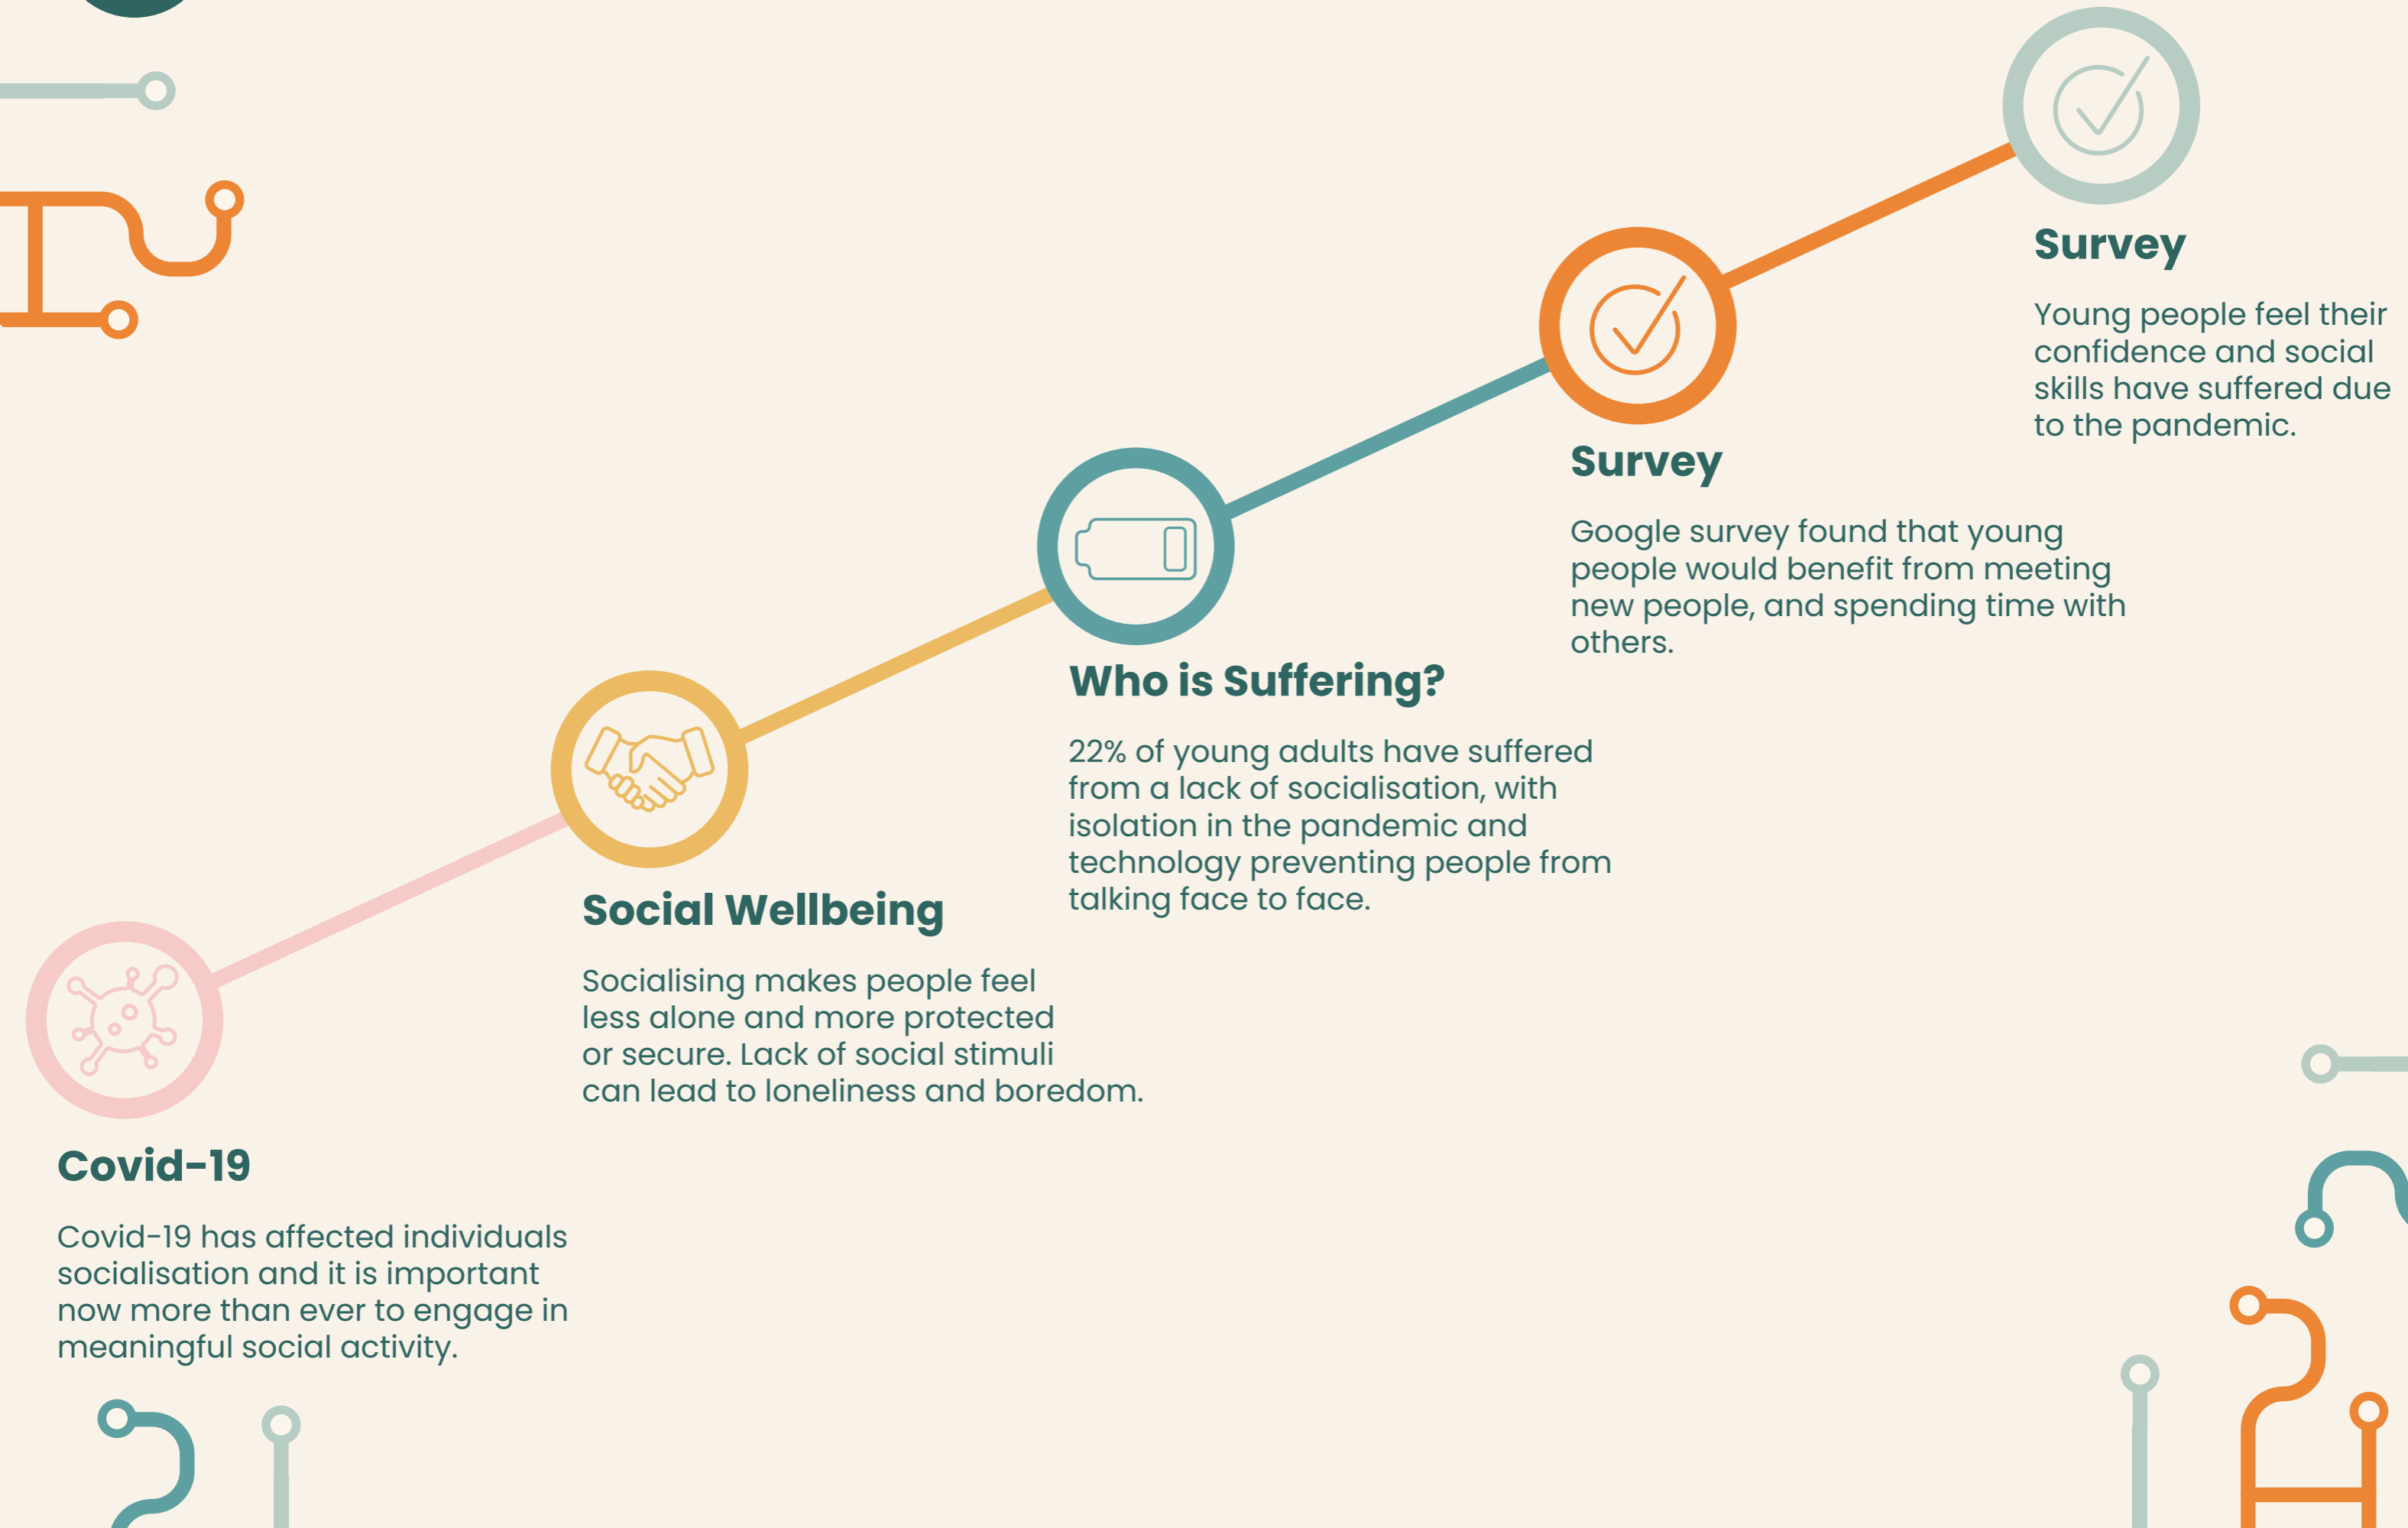 Covid-19
Covid-19 has affected individuals
socialisation and it is important
now more than ever to engage in
meaningful social activity.
Social Wellbeing
Socialising makes people feel
less alone and more protected
or secure. Lack of social stimuli
can lead to loneliness and boredom.
Who is Suffering?
22% of young adults have suffered
from a lack of socialisation, with
isolation in the pandemic and
technology preventing people from
talking face to face.
Survey
Google survey found that young
people would benefit from meeting
new people, and spending time with
others.
Survey
Young people feel their
confidence and social
skills have suffered due
to the pandemic.